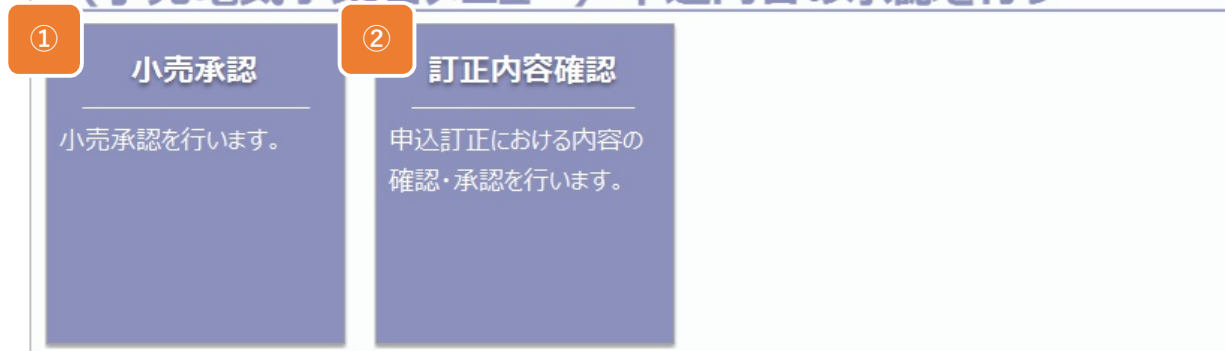 ①
小売承認
小売承認を行います。
②
訂正内容確認
申込訂正における内容の
確認・承認を行います。